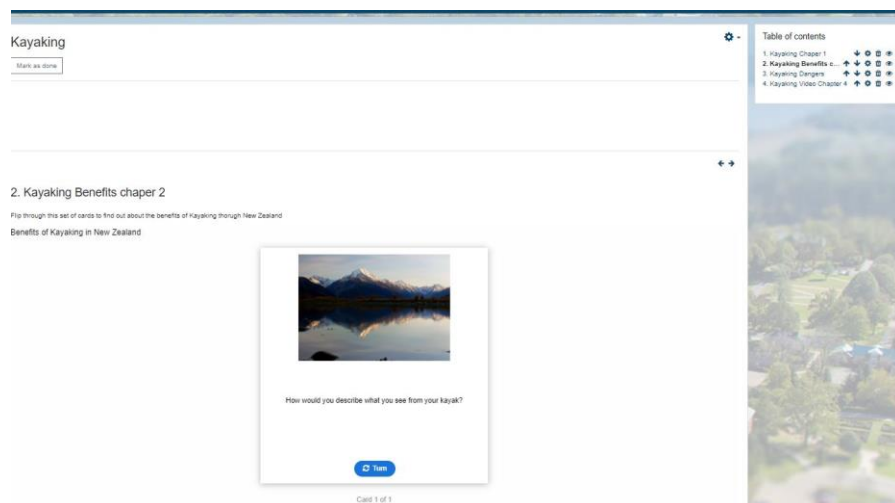 Kayaking
Mark as done
2. Kayaking Benefits chaper 2
Flip through this set of cards to find out about the benefits of Kayaking thorugh New Zealand
Benefits of Kayaking in New Zealand
How would you describe what you see from your kayak?
Turn
Card 1 of 1
Table of contents
1. Kayaking Chaper 1
2. Kayaking Benefits c...
3. Kayaking Dangers
4. Kayaking Video Chapter 4